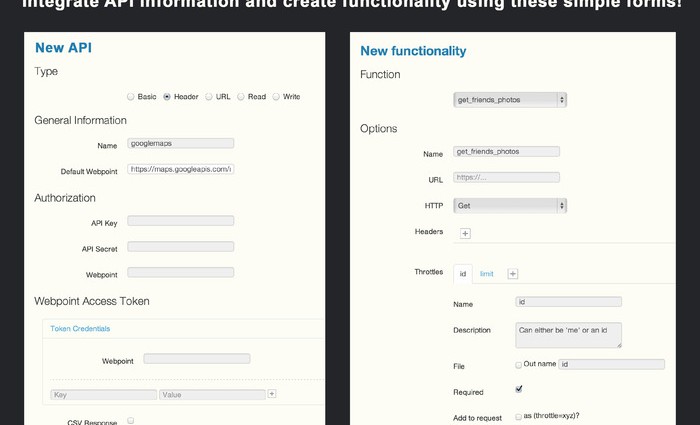 integrate API information and create functionality using these simple forms!
New API
Type
Basic Header URL Read Write
General Information
Name googlemaps
Default Webpoint https://maps.googleapis.com/
Authorization
API Key
API Secret
Webpoint
Webpoint Access Token
Token Credentials
Webpoint
Key Value +
CSV Response
New functionality
Function
get_friends_photos
Options
Name get_friends_photos
URL https://...
HTTP Get
Headers +
Throttles id limit +
Name id
Description Can either be 'me' or an id
File Out name id
Required
Add to request as (throttle=xyz)?